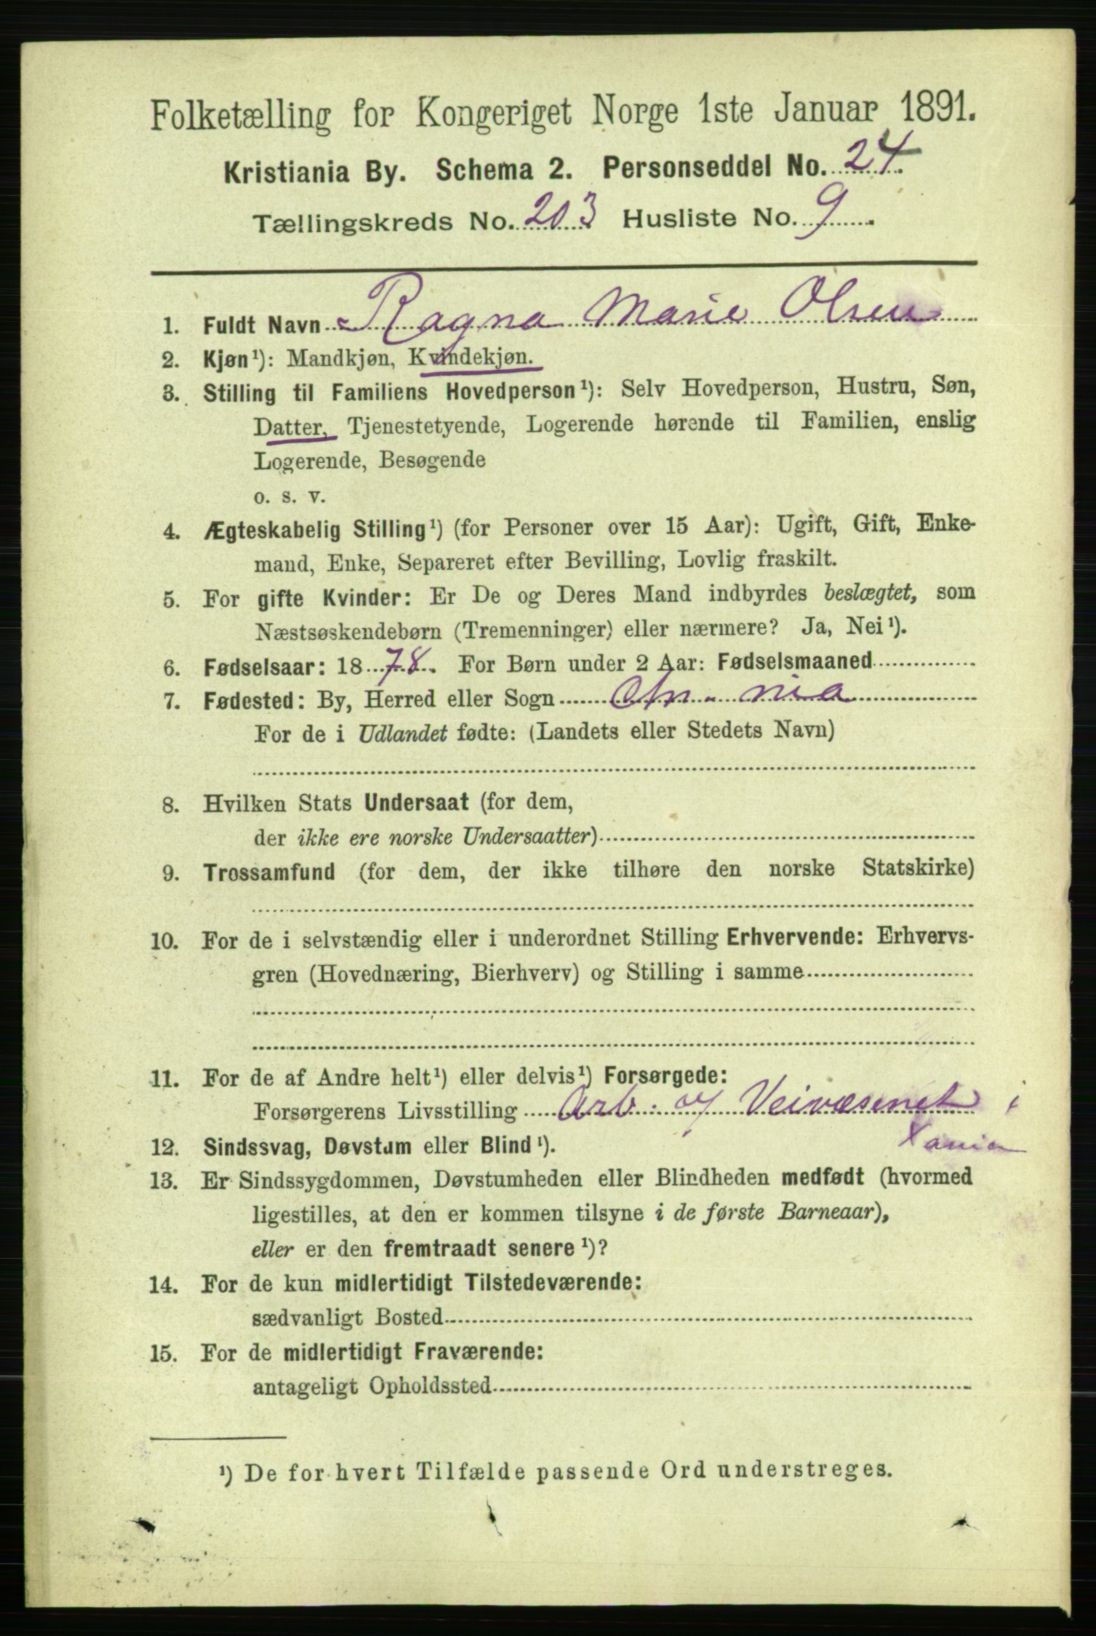 Folketælling for Kongeriget Norge 1ste Januar 1891.
Kristiania By. Schema 2. Personseddel No. 24.
Tællingskreds No. 203 Husliste No. 9.
1. Fuldt Navn Ragna Marie Olsen
2. Kjøn¹): Mandkjøn, Kvindekjøn.
3. Stilling til Familiens Hovedperson¹): Selv Hovedperson, Hustru, Søn,
Datter, Tjenestetyende, Logerende hørende til Familien, enslig
Logerende, Besøgende
o. s. v.
4. Ægteskabelig Stilling¹) (for Personer over 15 Aar): Ugift, Gift, Enke-
mand, Enke, Separeret efter Bevilling, Lovlig fraskilt.
5. For gifte Kvinder: Er De og Deres Mand indbyrdes beslægtet, som
Næstsøskendebørn (Tremenninger) eller nærmere? Ja, Nei¹).
6. Fødselsaar: 1878. For Børn under 2 Aar: Fødselsmaaned
7. Fødested: By, Herred eller Sogn Chr.nia
For de i Udlandet fødte: (Landets eller Stedets Navn)
8. Hvilken Stats Undersaat (for dem,
der ikke ere norske Undersaatter)
9. Trossamfund (for dem, der ikke tilhøre den norske Statskirke)
10. For de i selvstændig eller i underordnet Stilling Erhvervende: Erhvervs-
gren (Hovednæring, Bierhverv) og Stilling i samme
11. For de af Andre helt¹) eller delvis¹) Forsørgede:
Forsørgerens Livsstilling Arb. af Veivæsenet i
Xania
12. Sindssvag, Døvstum eller Blind¹).
13. Er Sindssygdommen, Døvstumheden eller Blindheden medfødt (hvormed
ligestilles, at den er kommen tilsyne i de første Barneaar),
eller er den fremtraadt senere¹)?
14. For de kun midlertidigt Tilstedeværende:
sædvanligt Bosted
15. For de midlertidigt Fraværende:
antageligt Opholdssted
¹) De for hvert Tilfælde passende Ord understreges.